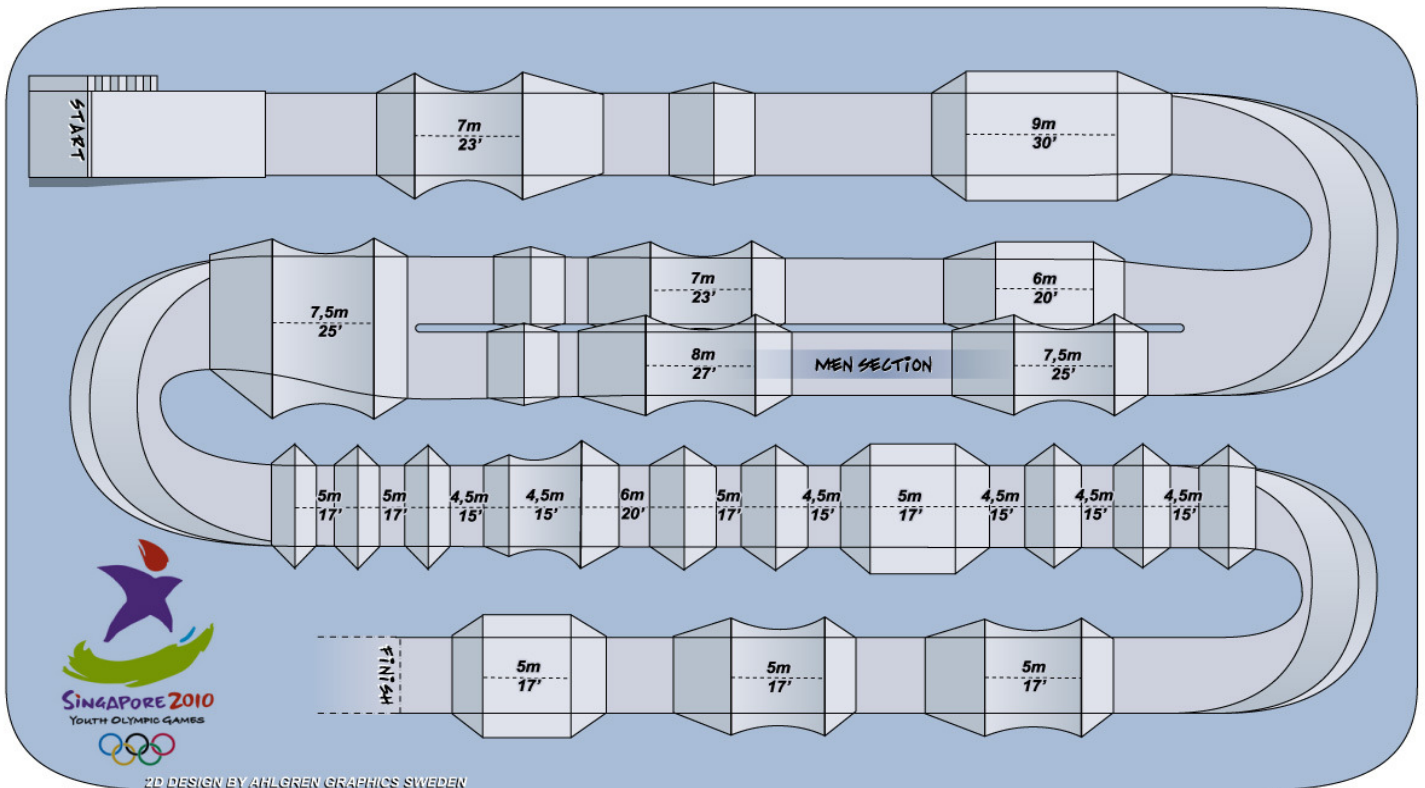 START
7m
23'
9m
30'
7,5m
25'
7m
23'
6m
20'
8m
27'
MEN SECTION
7,5m
25'
5m
17'
5m
17'
4,5m
15'
4,5m
15'
6m
20'
5m
17'
4,5m
15'
5m
17'
4,5m
15'
4,5m
15'
4,5m
15'
FINISH
5m
17'
5m
17'
5m
17'
SINGAPORE 2010
YOUTH OLYMPIC GAMES
2D DESIGN BY AHLGREN GRAPHICS SWEDEN